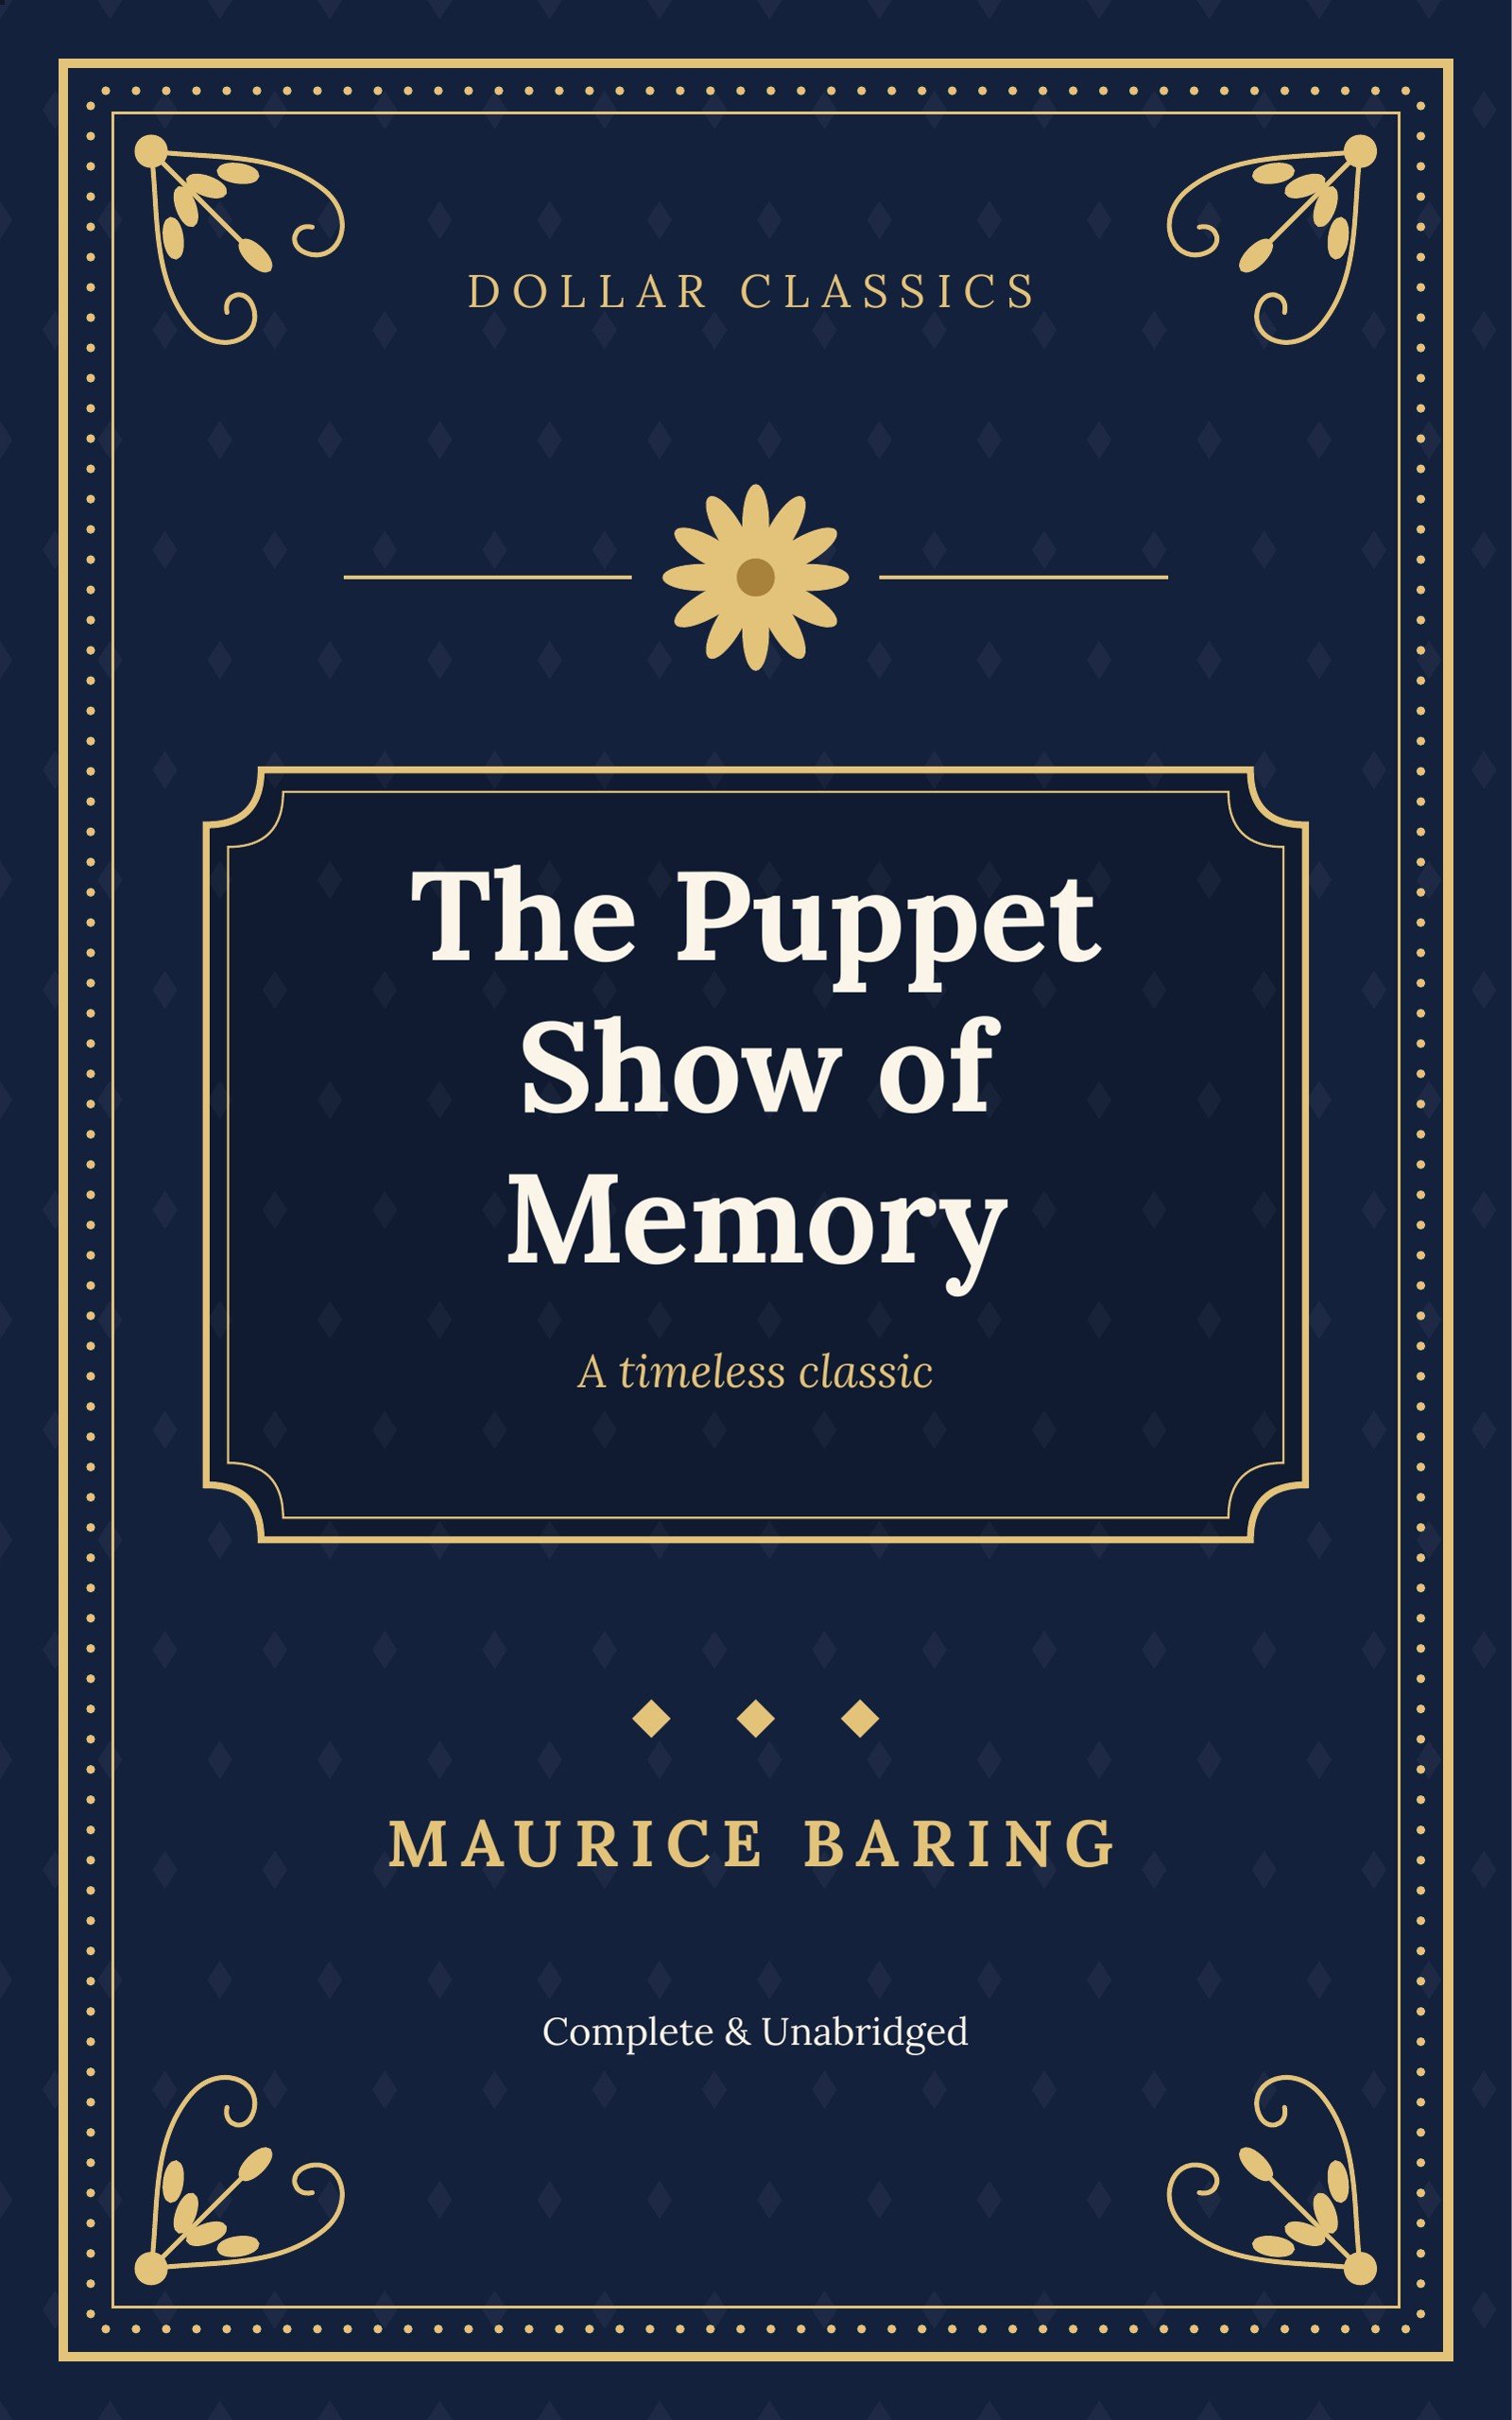 DOLLAR CLASSICS
The Puppet
Show of
Memory
A timeless classic
MAURICE BARING
Complete & Unabridged